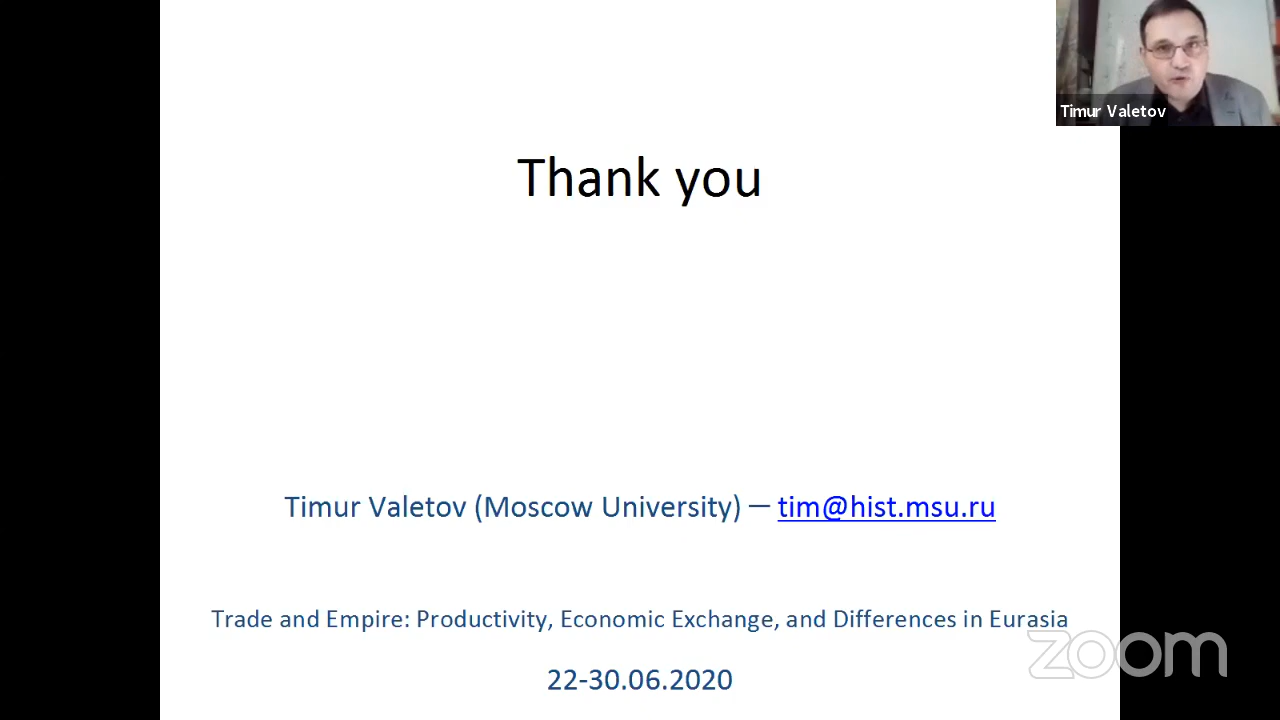 Timur Valetov
Thank you
Timur Valetov (Moscow University) – tim@hist.msu.ru
Trade and Empire: Productivity, Economic Exchange, and Differences in Eurasia
zoom
22-30.06.2020